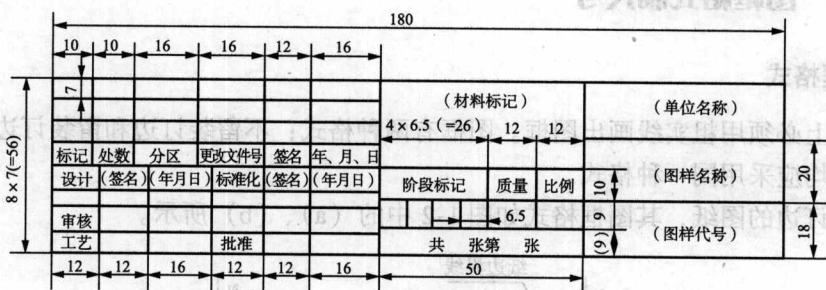 180
10 10 16 16 12 16
7
(材料标记)
(单位名称)
4×6.5(=26) 12 12
标记 处数 分区 更改文件号 签名 年、月、日
设计 (签名) (年月日) 标准化 (签名) (年月日)
阶段标记 质量 比例
(图样名称)
10
20
8×7(=56)
6.5
9
审核
(图样代号)
18
工艺 批准
共 张第 张
(9)
12 12 16 12 12 16
50